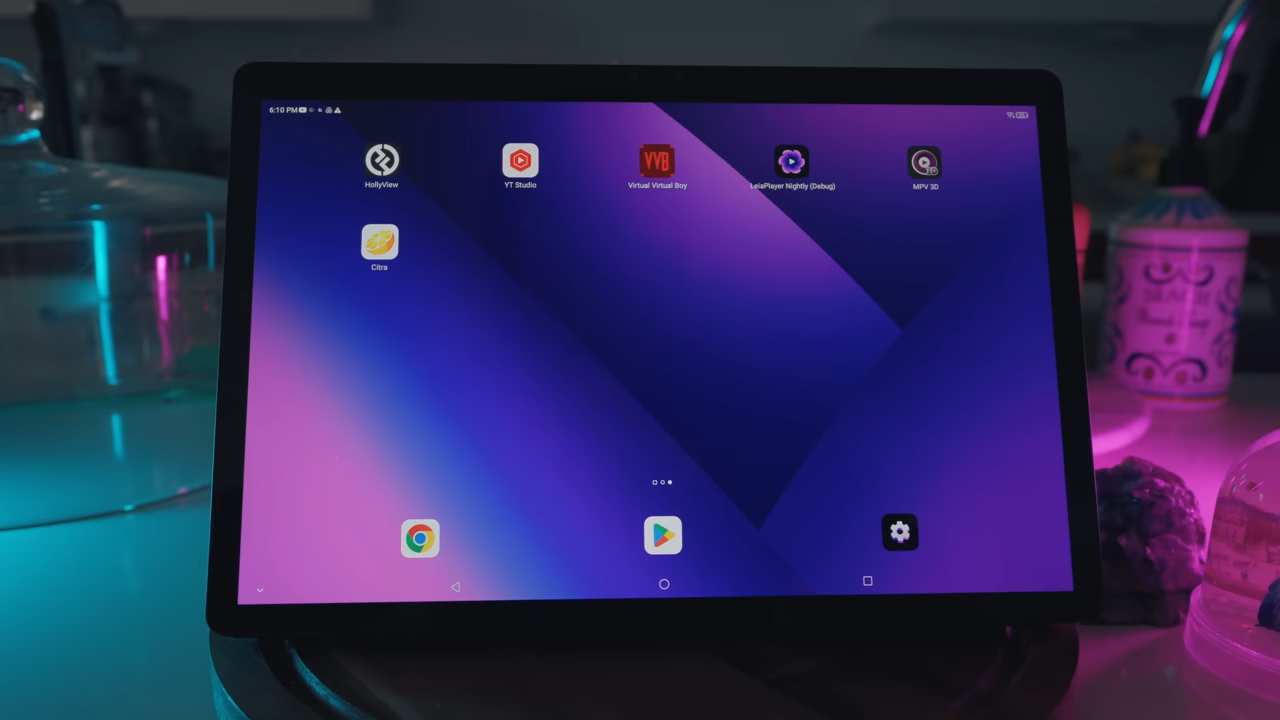 6:10 PM
HollyView
YT Studio
VVB
Virtual Virtual Boy
LeiaPlayer Nightly (Debug)
MPV 3D
Citra